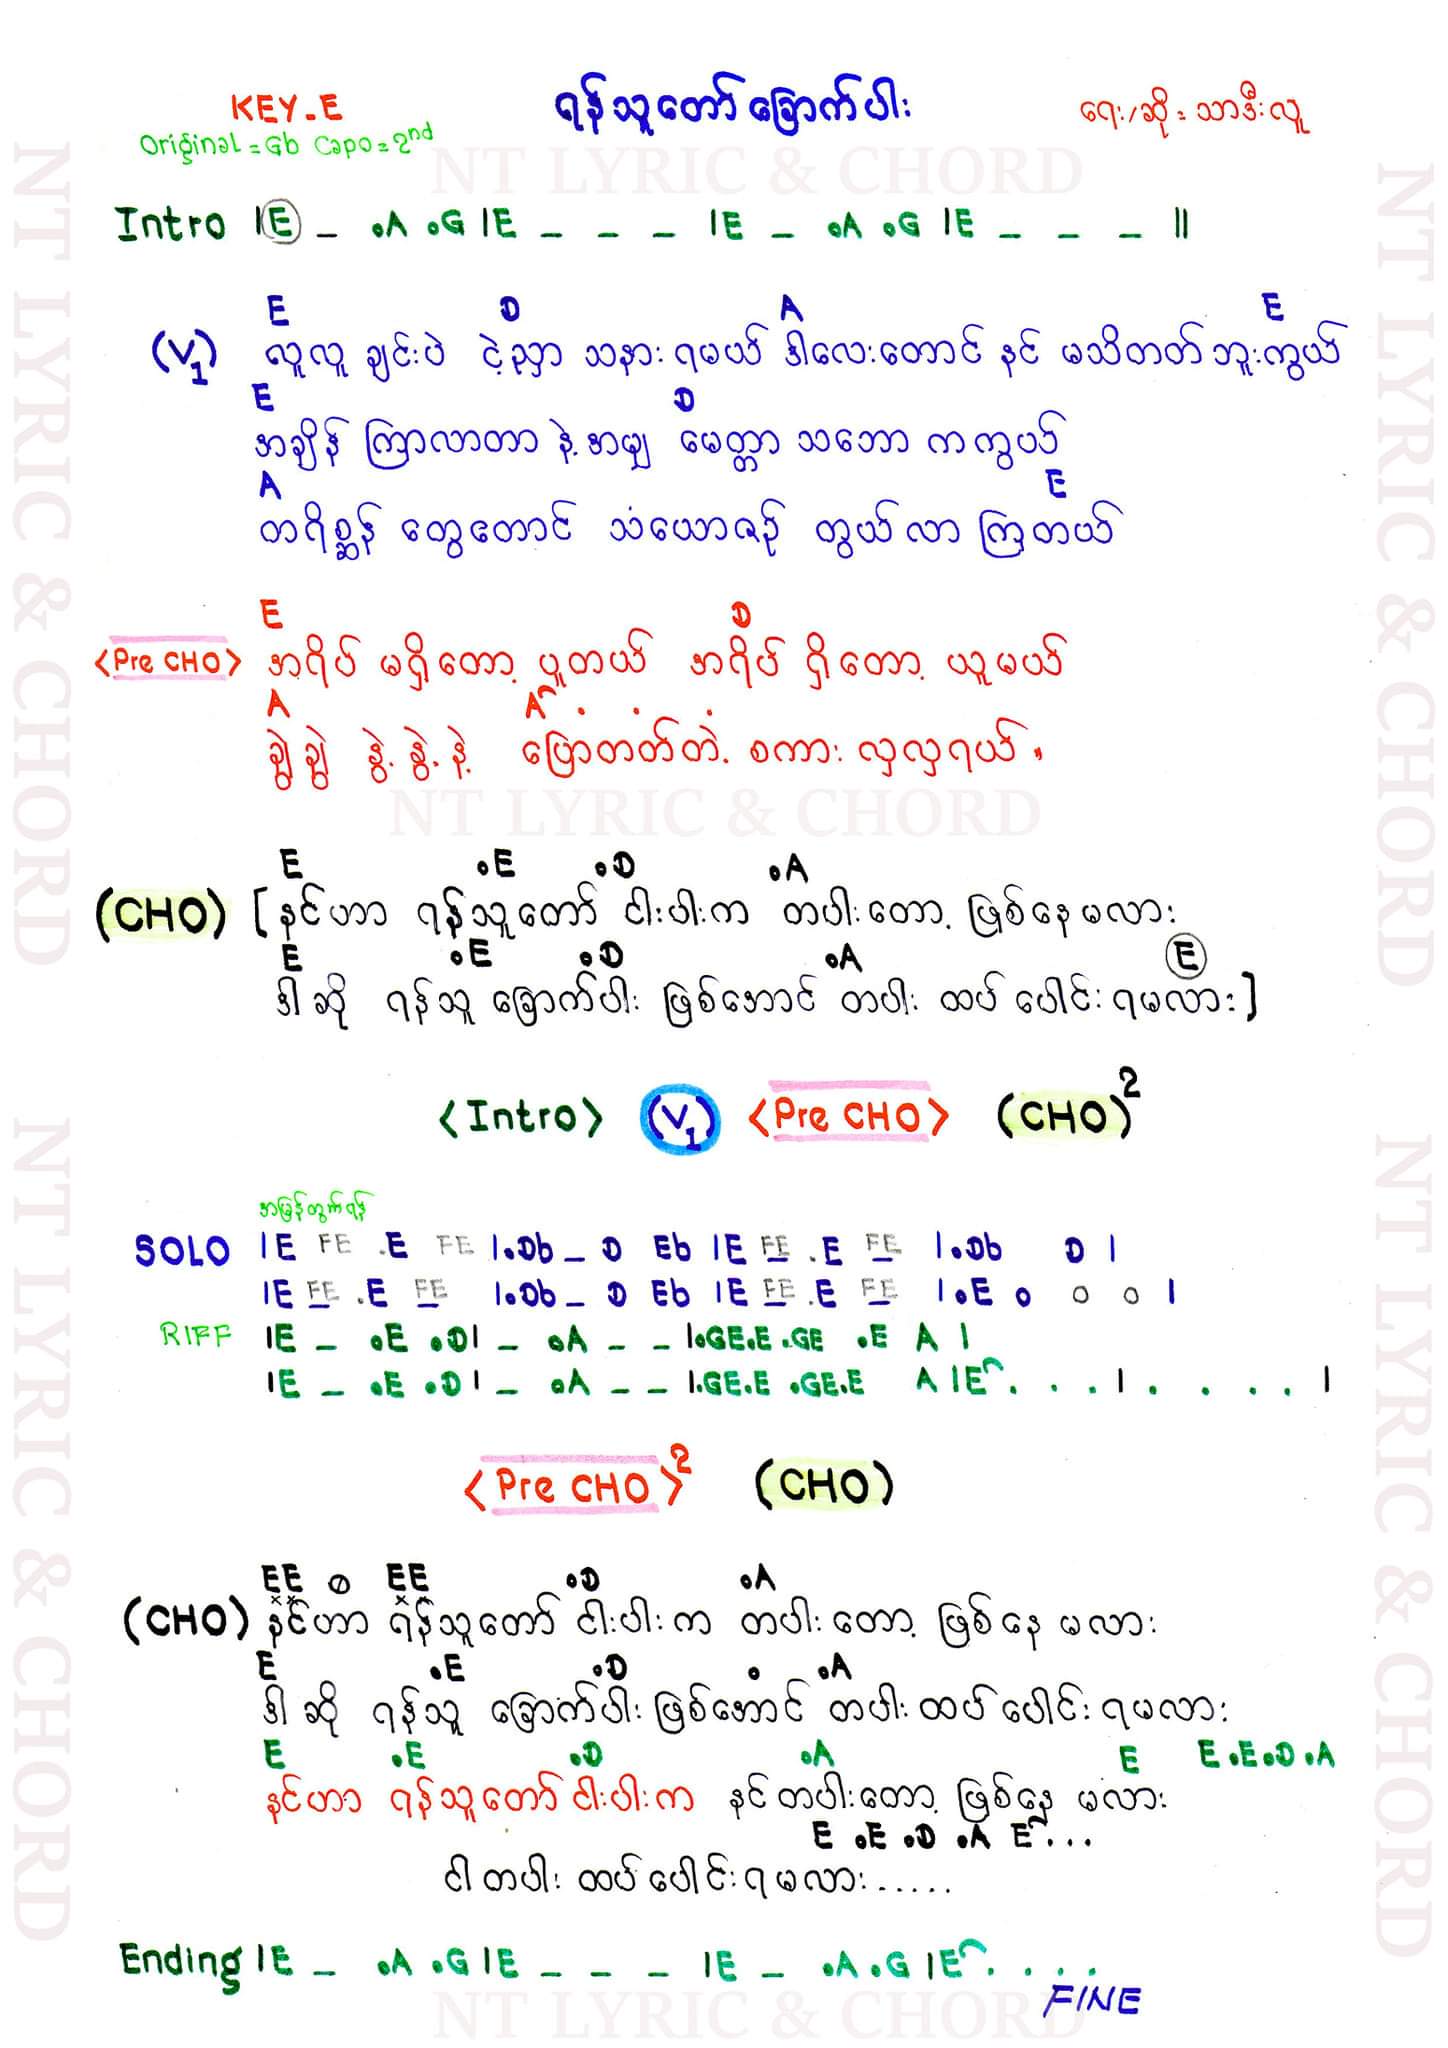 KEY.E
ရန်သူတော်ခြောက်ပါး
ရေး/ဆို = သာဒီးလူ
Original = Gb Capo = 2nd
NT LYRIC & CHORD
Intro |E _ .A .G |E _ _ _ |E _ .A .G |E _ _ _ ||
E D A E
(V1) လူလူ ချင်းပဲ ငဲ့ညှာ သနား ရမယ် ဒါလေးတောင် နင် မသိတတ်ဘူးကွယ်
E D
အချိန် ကြာလာတာ နဲ့အမျှ မေတ္တာ သဘော ကကွယ်
A E
တရိစ္ဆန် တွေတောင် သံယောဇဉ် တွယ်လာ ကြတယ်
E D
<Pre CHO> အရိပ် မရှိတော့ ပူတယ် အရိပ် ရှိတော့ ယူမယ်
A A . . .
ချွဲချွဲ နွဲ့နွဲ့နဲ့ ပြောတတ်တဲ့ စကား လှလှရယ်။
NT LYRIC & CHORD
E .E .D .A
(CHO) [နင်ဟာ ရန်သူတော် ငါးပါးက တပါးတော့ ဖြစ်နေမလား
E .E .D .A E
ဒါဆို ရန်သူ ခြောက်ပါး ဖြစ်အောင် တပါး ထပ်ပေါင်းရမလား]
<Intro> (V1) <Pre CHO> (CHO)2
အမြန်တွက်ရန်
SOLO |E FE .E FE |.Db _ D Eb |E FE .E FE |.Db D |
|E FE .E FE |.Db _ D Eb |E FE .E FE |.E o o o |
RIFF |E _ .E .D| _ .A _ _ |.GE.E .GE .E A |
|E _ .E .D| _ .A _ _ |.GE.E .GE.E A |E . . . | . . . . |
<Pre CHO>2 (CHO)
EE o EE .D .A
(CHO) နင်ဟာ ရန်သူတော် ငါးပါးက တပါးတော့ ဖြစ်နေ မလား
E .E .D . .A
ဒါဆို ရန်သူ ခြောက်ပါး ဖြစ်အောင် တပါး ထပ်ပေါင်းရမလား
E .E .D .A E E.E.D.A
နင်ဟာ ရန်သူတော် ငါးပါးက နင်တပါးတော့ ဖြစ်နေ မလား
E .E .D .A E...
ငါတပါး ထပ်ပေါင်းရမလား.....
Ending |E _ .A .G |E _ _ _ |E _ .A .G |E . . . .
FINE
NT LYRIC & CHORD
NT LYRIC & CHORD
NT LYRIC & CHORD
NT LYRIC & CHORD
NT LYRIC & CHORD